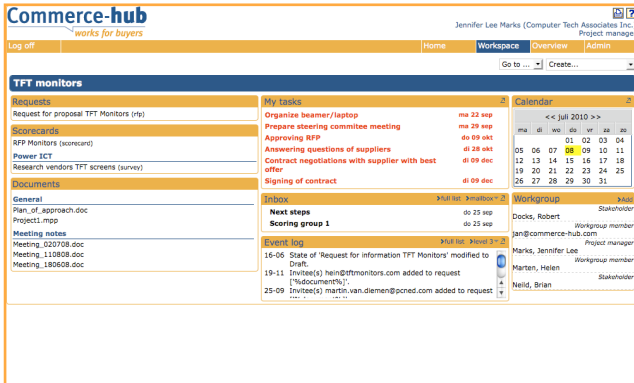 Commerce-hub
works for buyers
Jennifer Lee Marks (Computer Tech Associates Inc.
Project manage
Log off
Home Workspace Overview Admin
Go to ... Create...
TFT monitors
Requests
Request for proposal TFT Monitors (rfp)
Scorecards
RFP Monitors (scorecard)
Power ICT
Research vendors TFT screens (survey)
Documents
General
Plan_of_approach.doc
Project1.mpp
Meeting notes
Meeting_020708.doc
Meeting_110808.doc
Meeting_180608.doc
My tasks
Organize beamer/laptop ma 22 sep
Prepare steering commitee meeting ma 29 sep
Approving RFP do 09 okt
Answering questions of suppliers di 28 okt
Contract negotiations with supplier with best di 09 dec
offer
Signing of contract di 09 dec
Inbox >full list >mailbox
Next steps do 25 sep
Scoring group 1 do 25 sep
Event log >full list >level 3
16-06 State of 'Request for information TFT Monitors' modified to
Draft.
19-11 Invitee(s) hein@tftmonitors.com added to request
['%document%]'.
25-09 Invitee(s) martin.van.diemen@pcned.com added to request
Calendar
<< juli 2010 >>
ma di wo do vr za zo
01 02 03 04
05 06 07 08 09 10 11
12 13 14 15 16 17 18
19 20 21 22 23 24 25
26 27 28 29 30 31
Workgroup >Add
Stakeholder
Docks, Robert
Workgroup member
jan@commerce-hub.com
Project manager
Marks, Jennifer Lee
Workgroup member
Marten, Helen
Stakeholder
Neild, Brian